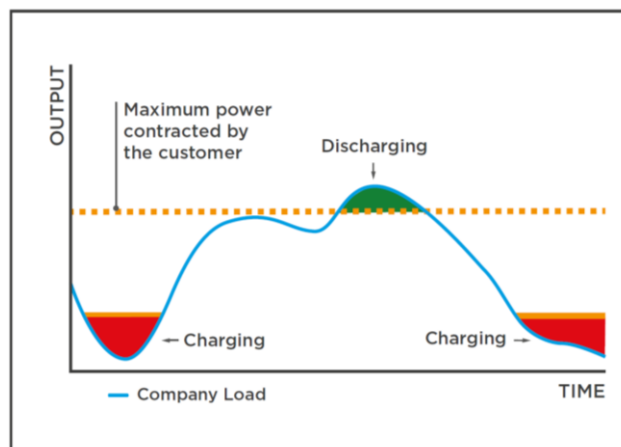 OUTPUT
Maximum power
contracted by
the customer
Discharging
Charging
Charging
Company Load
TIME